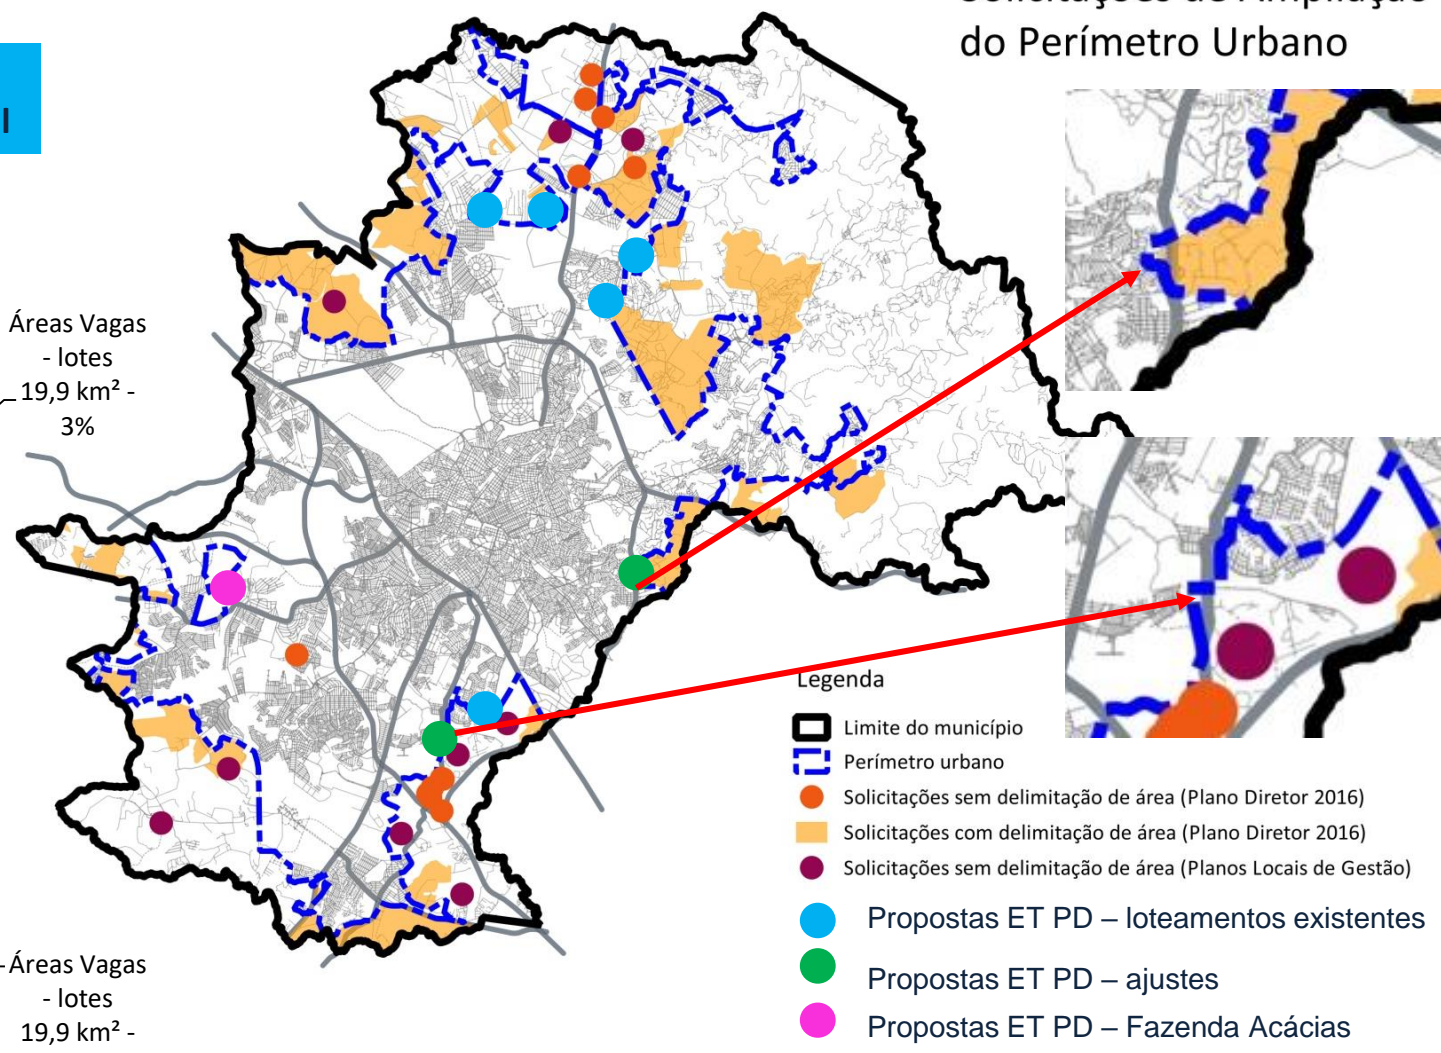 Solicitações de Ampliação
do Perímetro Urbano
l
Áreas Vagas
- lotes
19,9 km² -
3%
Legenda
Limite do município
Perímetro urbano
Solicitações sem delimitação de área (Plano Diretor 2016)
Solicitações com delimitação de área (Plano Diretor 2016)
Solicitações sem delimitação de área (Planos Locais de Gestão)
Propostas ET PD – loteamentos existentes
Propostas ET PD – ajustes
Propostas ET PD – Fazenda Acácias
Áreas Vagas
- lotes
19,9 km² -